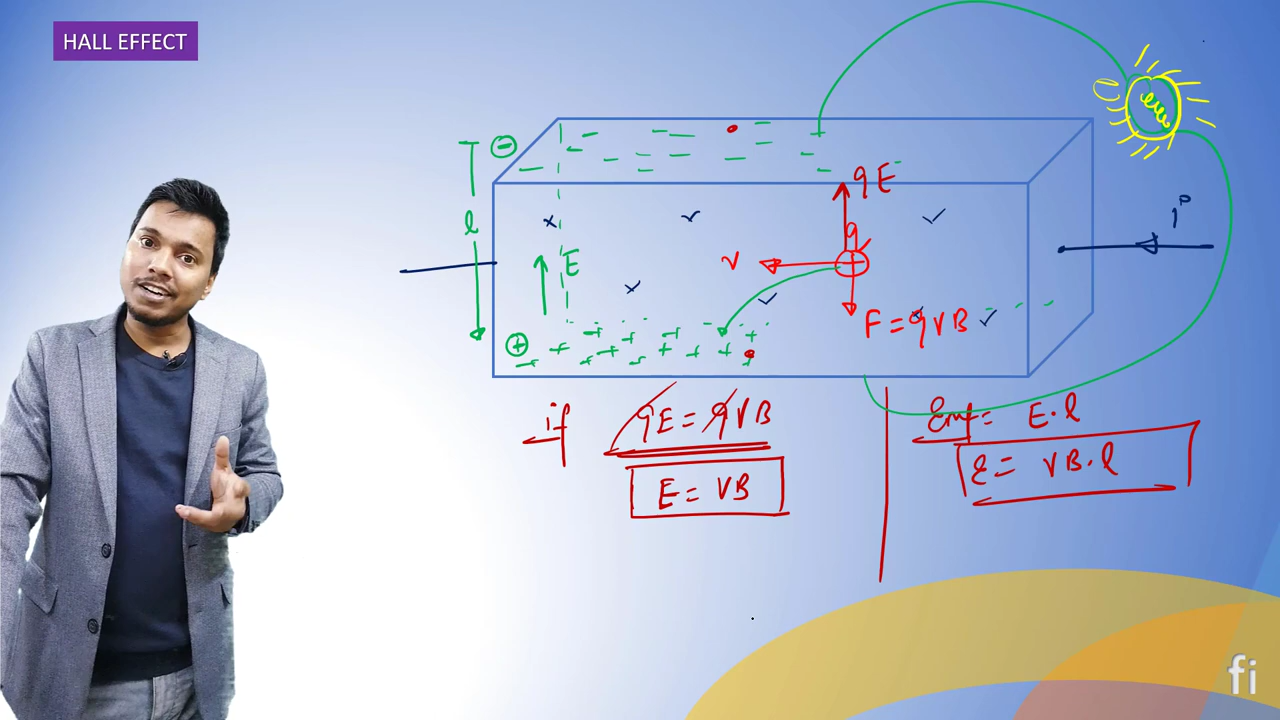 HALL EFFECT
⊖
l
E
⊕
qE
q
v
F = qvB
i
if qE = qvB
E = vB
Emf = E·l
ε = vB·l
fi